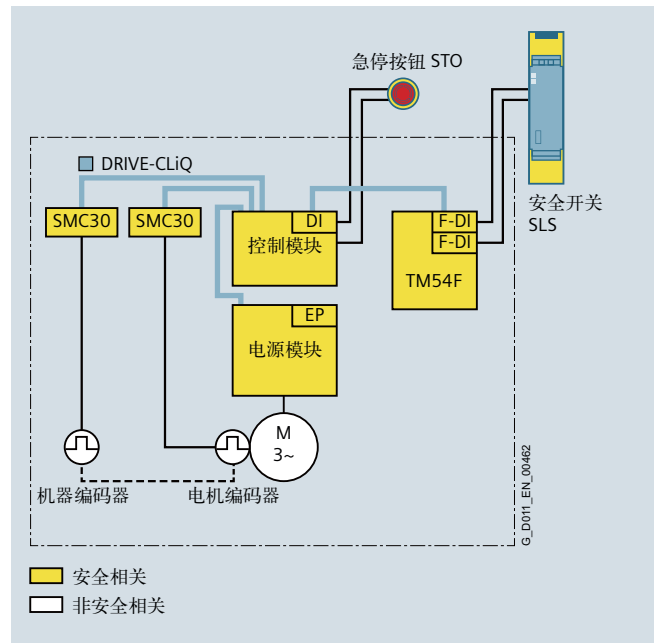 急停按钮 STO
DRIVE-CLiQ
安全开关
SLS
SMC30
SMC30
DI
控制模块
F-DI
F-DI
TM54F
EP
电源模块
M
3~
机器编码器
电机编码器
G_D011_EN_00462
安全相关
非安全相关